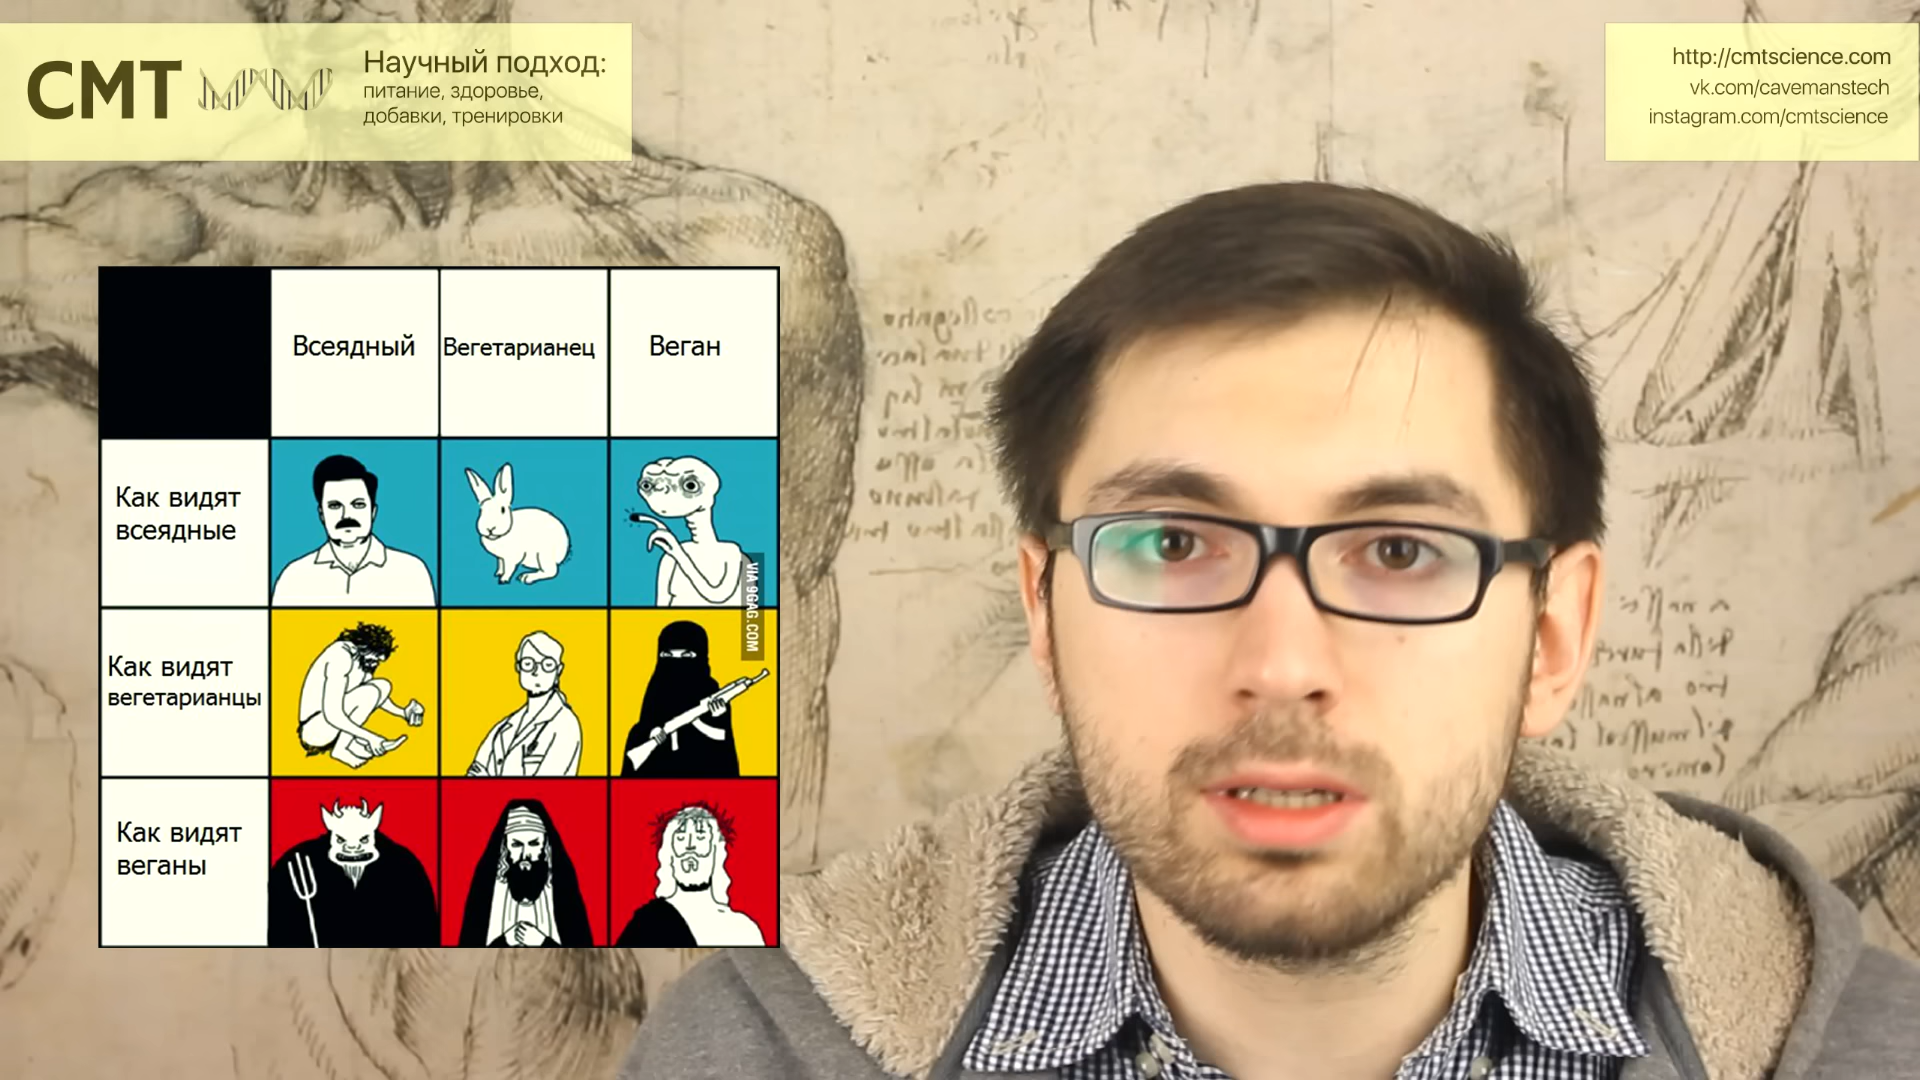 CMT
Научный подход:
питание, здоровье,
добавки, тренировки
http://cmtscience.com
vk.com/cavemanstech
instagram.com/cmtscience
Всеядный
Вегетарианец
Веган
Как видят
всеядные
VIA 9GAG.COM
Как видят
вегетарианцы
Как видят
веганы